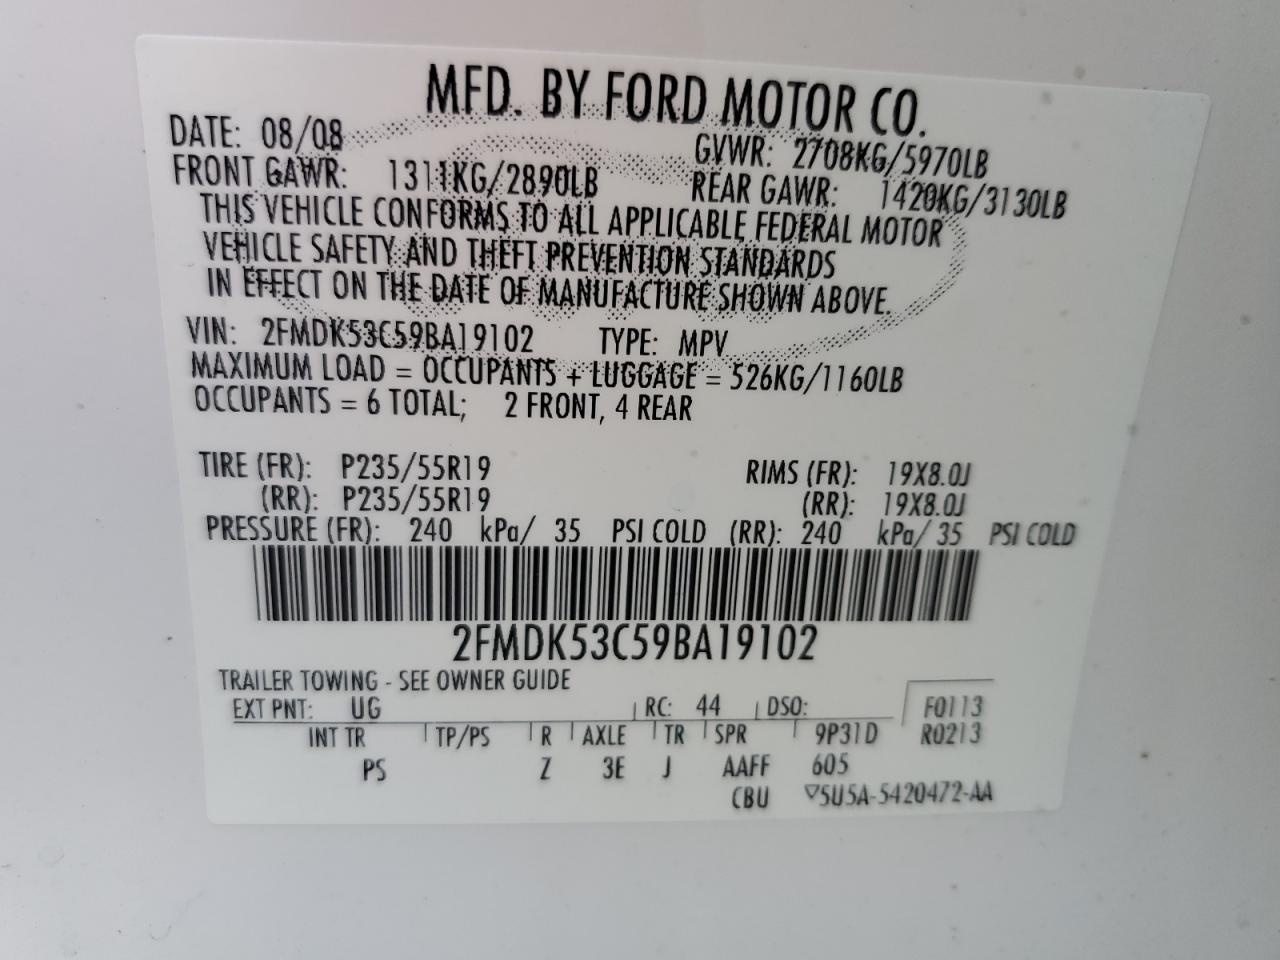 MFD. BY FORD MOTOR CO.
DATE: 08/08 GVWR: 2708KG/5970LB
FRONT GAWR: 1311KG/2890LB REAR GAWR: 1420KG/3130LB
THIS VEHICLE CONFORMS TO ALL APPLICABLE FEDERAL MOTOR
VEHICLE SAFETY AND THEFT PREVENTION STANDARDS
IN EFFECT ON THE DATE OF MANUFACTURE SHOWN ABOVE.
VIN: 2FMDK53C59BA19102 TYPE: MPV
MAXIMUM LOAD = OCCUPANTS + LUGGAGE = 526KG/1160LB
OCCUPANTS = 6 TOTAL; 2 FRONT, 4 REAR
TIRE (FR): P235/55R19 RIMS (FR): 19X8.0J
(RR): P235/55R19 (RR): 19X8.0J
PRESSURE (FR): 240 kPa/ 35 PSI COLD (RR): 240 kPa/ 35 PSI COLD
2FMDK53C59BA19102
TRAILER TOWING - SEE OWNER GUIDE
EXT PNT: UG RC: 44 DSO: F0113
INT TR TP/PS R AXLE TR SPR 9P31D R0213
PS Z 3E J AAFF 605
CBU ▽5U5A-5420472-AA